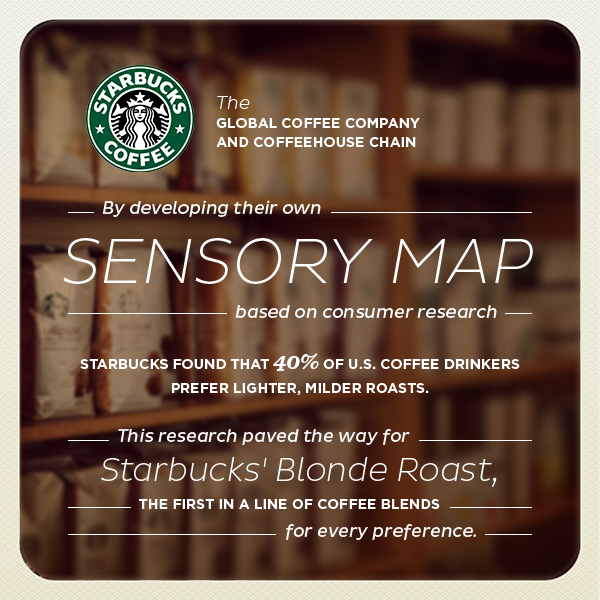 STARBUCKS
COFFEE
The
GLOBAL COFFEE COMPANY
AND COFFEEHOUSE CHAIN
By developing their own
SENSORY MAP
based on consumer research
STARBUCKS FOUND THAT 40% OF U.S. COFFEE DRINKERS
PREFER LIGHTER, MILDER ROASTS.
This research paved the way for
Starbucks' Blonde Roast,
THE FIRST IN A LINE OF COFFEE BLENDS
for every preference.